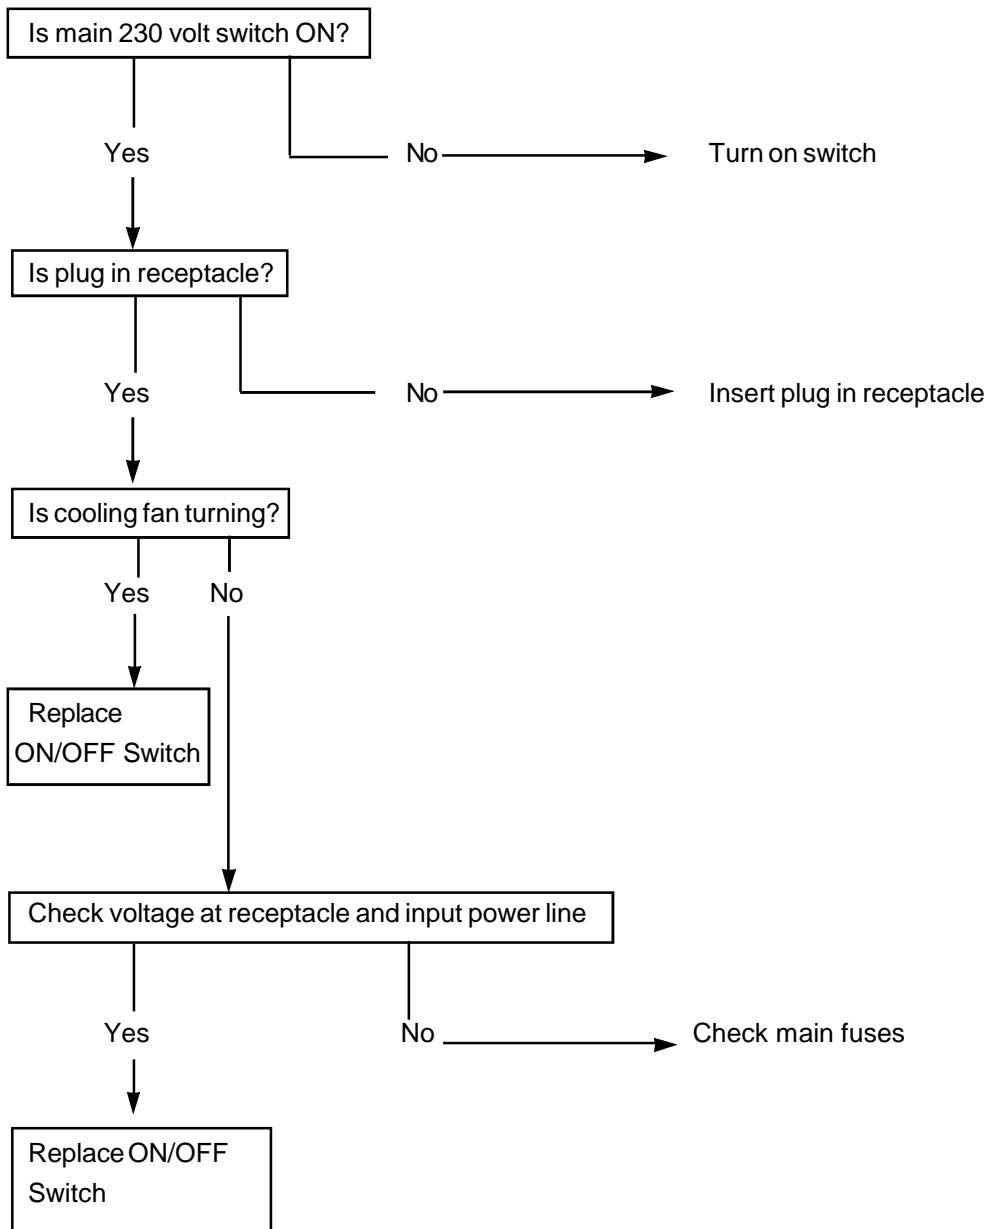 Is main 230 volt switch ON?
Yes
No
Turn on switch
Is plug in receptacle?
Yes
No
Insert plug in receptacle
Is cooling fan turning?
Yes
No
Replace
ON/OFF Switch
Check voltage at receptacle and input power line
Yes
No
Check main fuses
Replace ON/OFF
Switch